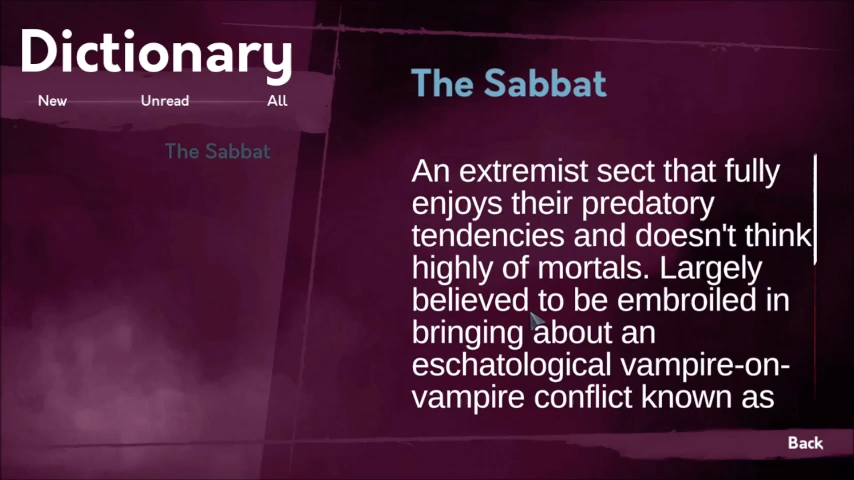 Dictionary
New Unread All
The Sabbat
The Sabbat
An extremist sect that fully
enjoys their predatory
tendencies and doesn't think
highly of mortals. Largely
believed to be embroiled in
bringing about an
eschatological vampire-on-
vampire conflict known as
Back